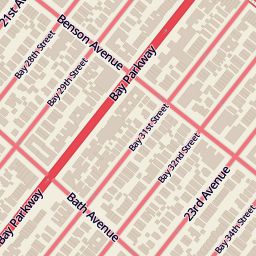 21st A
Benson Avenue
Bay 28th Street
Bay Parkway
Bay 29th Street
Bay 31st Street
Bay 32nd Street
23rd Avenue
Bath Avenue
Bay Parkway
Bay 34th Street